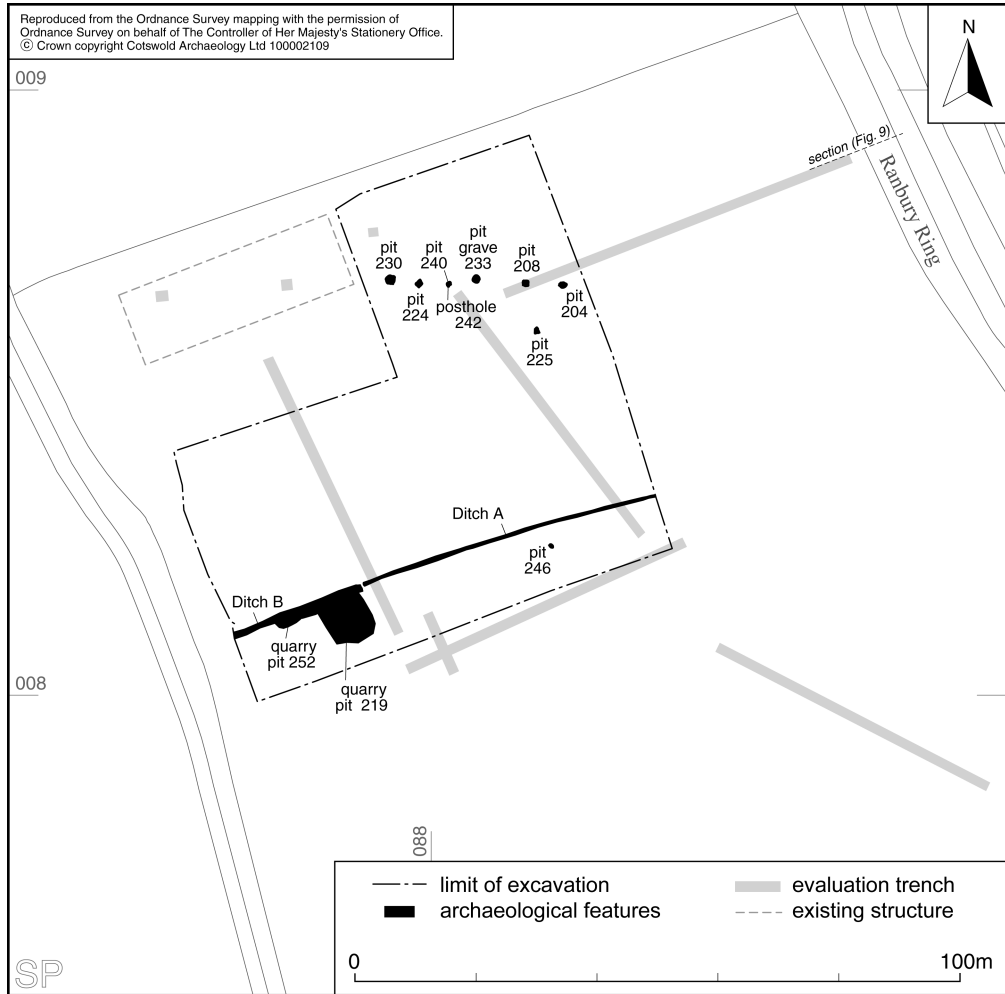 Reproduced from the Ordnance Survey mapping with the permission of
Ordnance Survey on behalf of The Controller of Her Majesty's Stationery Office.
© Crown copyright Cotswold Archaeology Ltd 100002109
N
009
section (Fig. 9)
Ranbury Ring
pit
230
pit
224
pit
240
posthole
242
pit
grave
233
pit
208
pit
204
pit
225
Ditch A
pit
246
Ditch B
quarry
pit 252
quarry
pit 219
008
088
limit of excavation
archaeological features
evaluation trench
existing structure
0
100m
SP